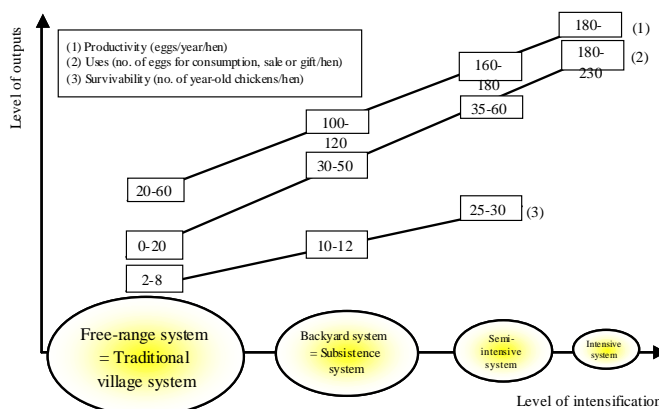 Level of outputs
(1) Productivity (eggs/year/hen)
(2) Uses (no. of eggs for consumption, sale or gift/hen)
(3) Survivability (no. of year-old chickens/hen)
180-
(1)
180-
230
(2)
160-
180
35-60
100-
120
30-50
20-60
0-20
2-8
10-12
25-30
(3)
Free-range system
= Traditional
village system
Backyard system
= Subsistence
system
Semi-
intensive
system
Intensive
system
Level of intensification